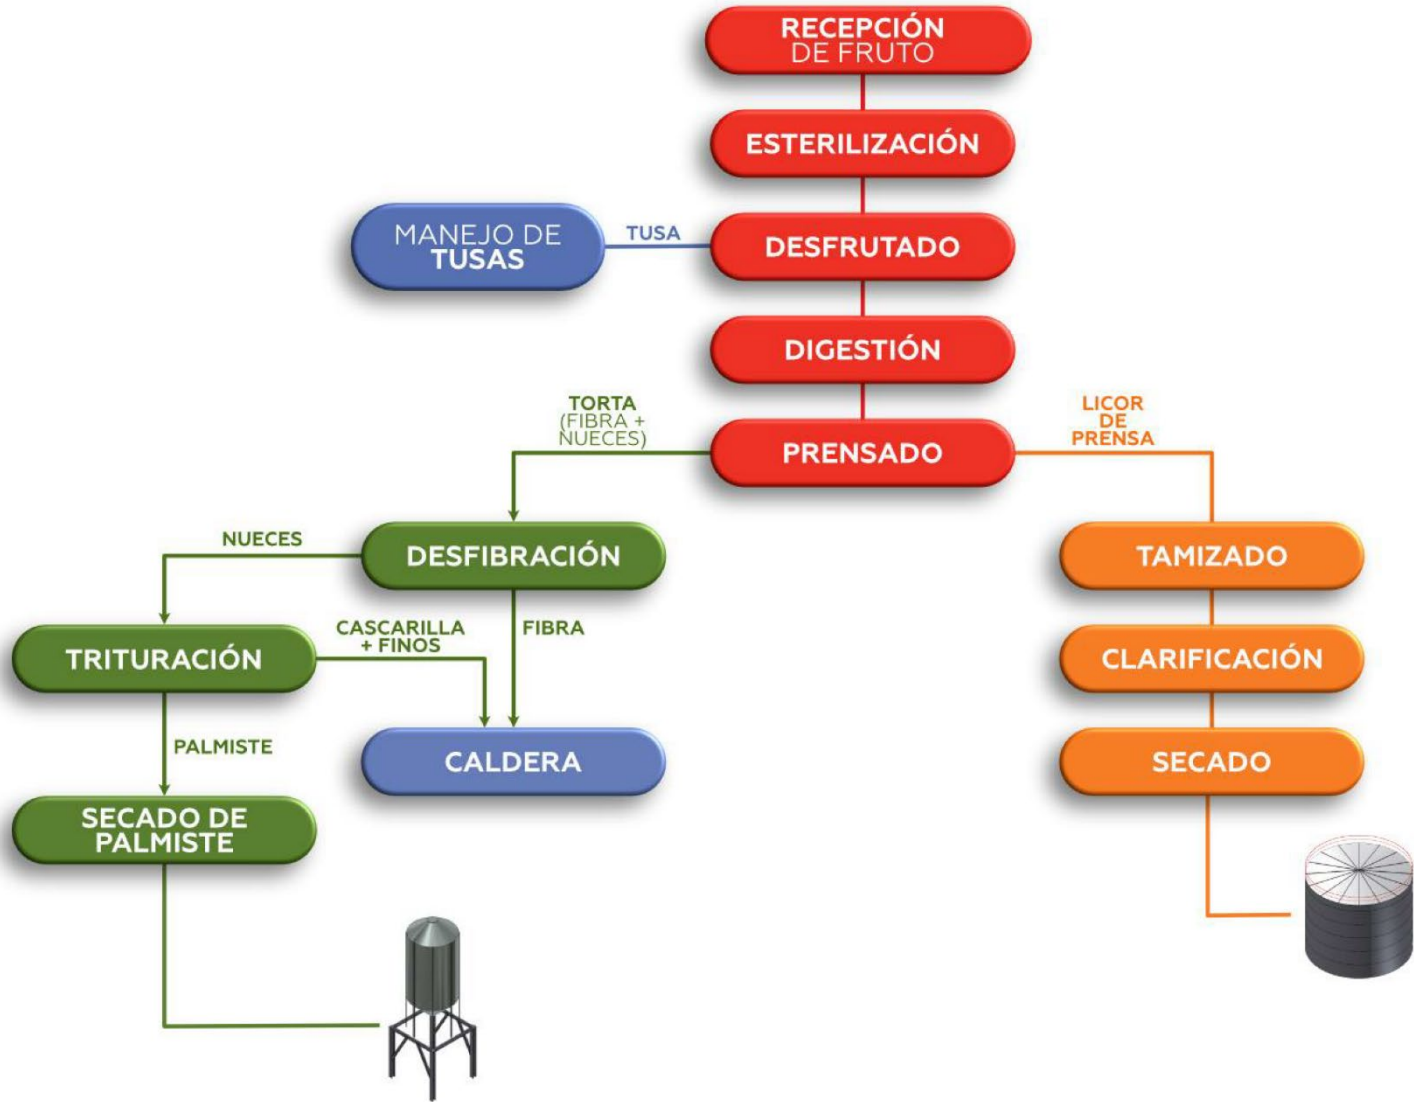 RECEPCIÓN
DE FRUTO
ESTERILIZACIÓN
MANEJO DE
TUSAS
TUSA
DESFRUTADO
DIGESTIÓN
TORTA
(FIBRA +
NUECES)
PRENSADO
LICOR
DE
PRENSA
NUECES
DESFIBRACIÓN
TAMIZADO
TRITURACIÓN
CASCARILLA
+ FINOS
FIBRA
CLARIFICACIÓN
PALMISTE
CALDERA
SECADO
SECADO DE
PALMISTE